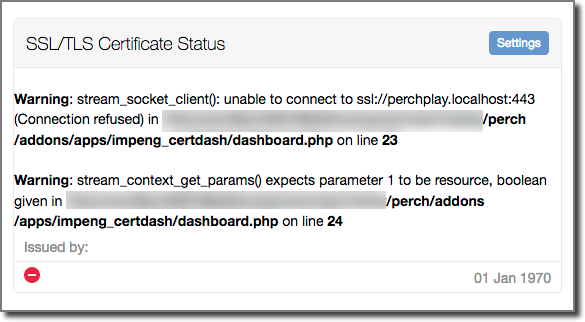 SSL/TLS Certificate Status
Settings
Warning: stream_socket_client(): unable to connect to ssl://perchplay.localhost:443
(Connection refused) in /perch
/addons/apps/impeng_certdash/dashboard.php on line 23
Warning: stream_context_get_params() expects parameter 1 to be resource, boolean
given in /perch/addons
/apps/impeng_certdash/dashboard.php on line 24
Issued by:
01 Jan 1970